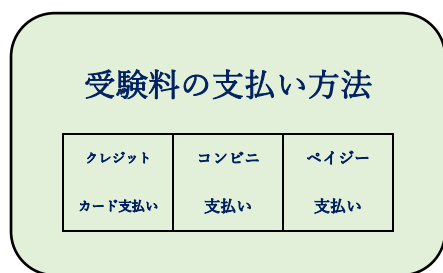 受験料の支払い方法
クレジット
カード支払い
コンビニ
支払い
ペイジー
支払い